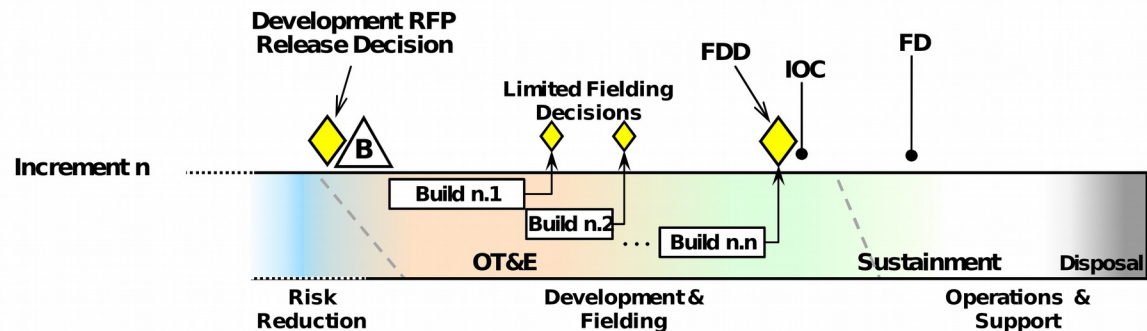 Development RFP
Release Decision
FD
FDD
IOC
Limited Fielding
Decisions
B
Increment n
Build n.1
Build n.2
...
Build n.n
OT&E
Sustainment
Disposal
Risk
Reduction
Development &
Fielding
Operations &
Support